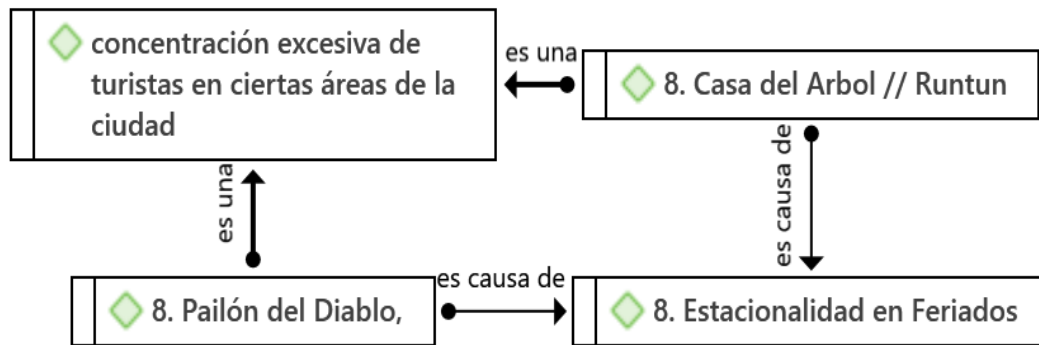 concentración excesiva de
turistas en ciertas áreas de la
ciudad
es una
8. Casa del Arbol // Runtun
es una
es causa de
8. Pailón del Diablo,
es causa de
8. Estacionalidad en Feriados